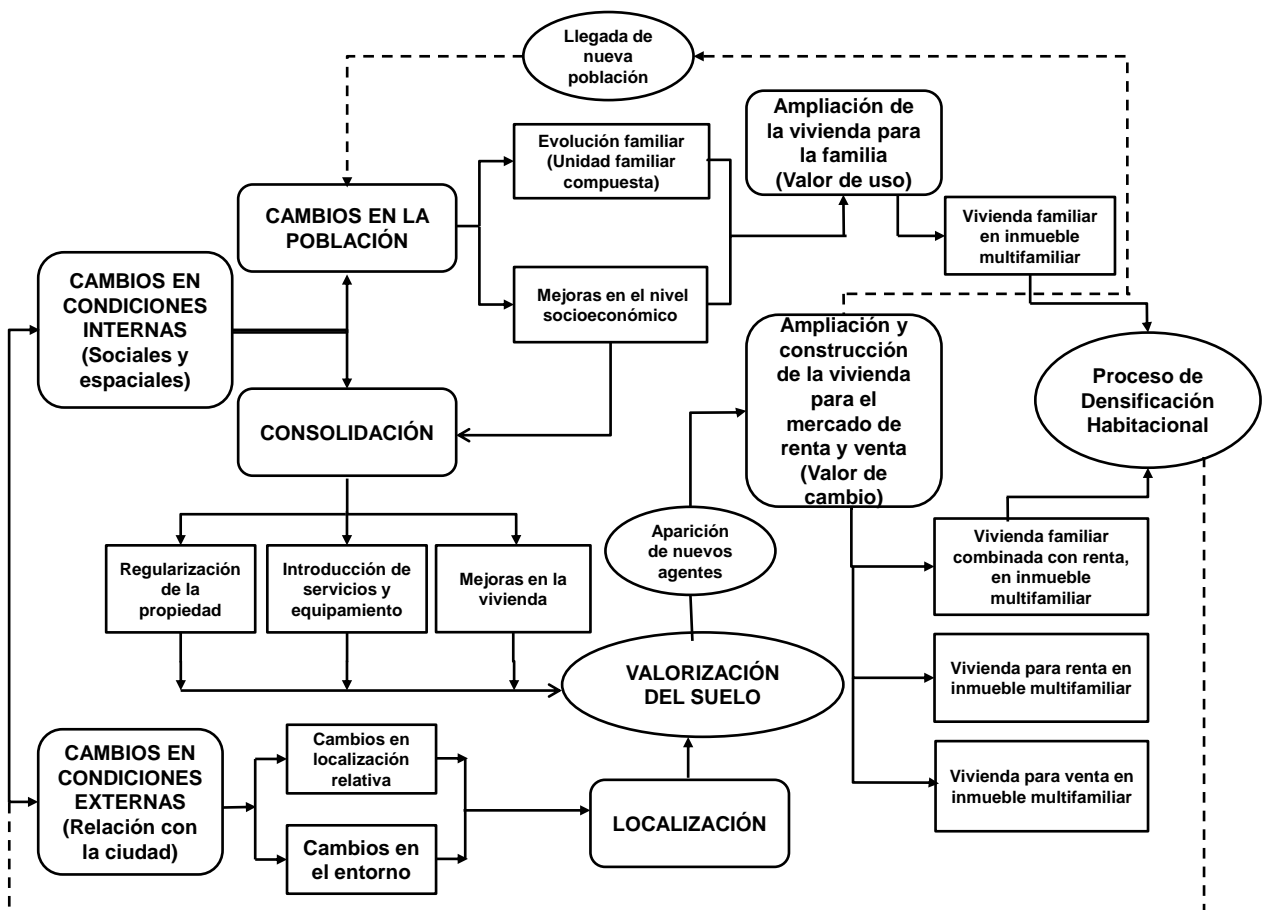 Llegada de
nueva
población
Ampliación de
la vivienda para
la familia
(Valor de uso)
Evolución familiar
(Unidad familiar
compuesta)
CAMBIOS EN LA
POBLACIÓN
Vivienda familiar
en inmueble
multifamiliar
CAMBIOS EN
CONDICIONES
INTERNAS
(Sociales y
espaciales)
Mejoras en el nivel
socioeconómico
Ampliación y
construcción
de la vivienda
para el
mercado de
renta y venta
(Valor de
cambio)
Proceso de
Densificación
Habitacional
CONSOLIDACIÓN
Aparición
de nuevos
agentes
Vivienda familiar
combinada con renta,
en inmueble
multifamiliar
Regularización
de la
propiedad
Introducción de
servicios y
equipamiento
Mejoras en la
vivienda
VALORIZACIÓN
DEL SUELO
Vivienda para renta en
inmueble multifamiliar
CAMBIOS EN
CONDICIONES
EXTERNAS
(Relación con
la ciudad)
Cambios en
localización
relativa
Vivienda para venta en
inmueble multifamiliar
LOCALIZACIÓN
Cambios en
el entorno